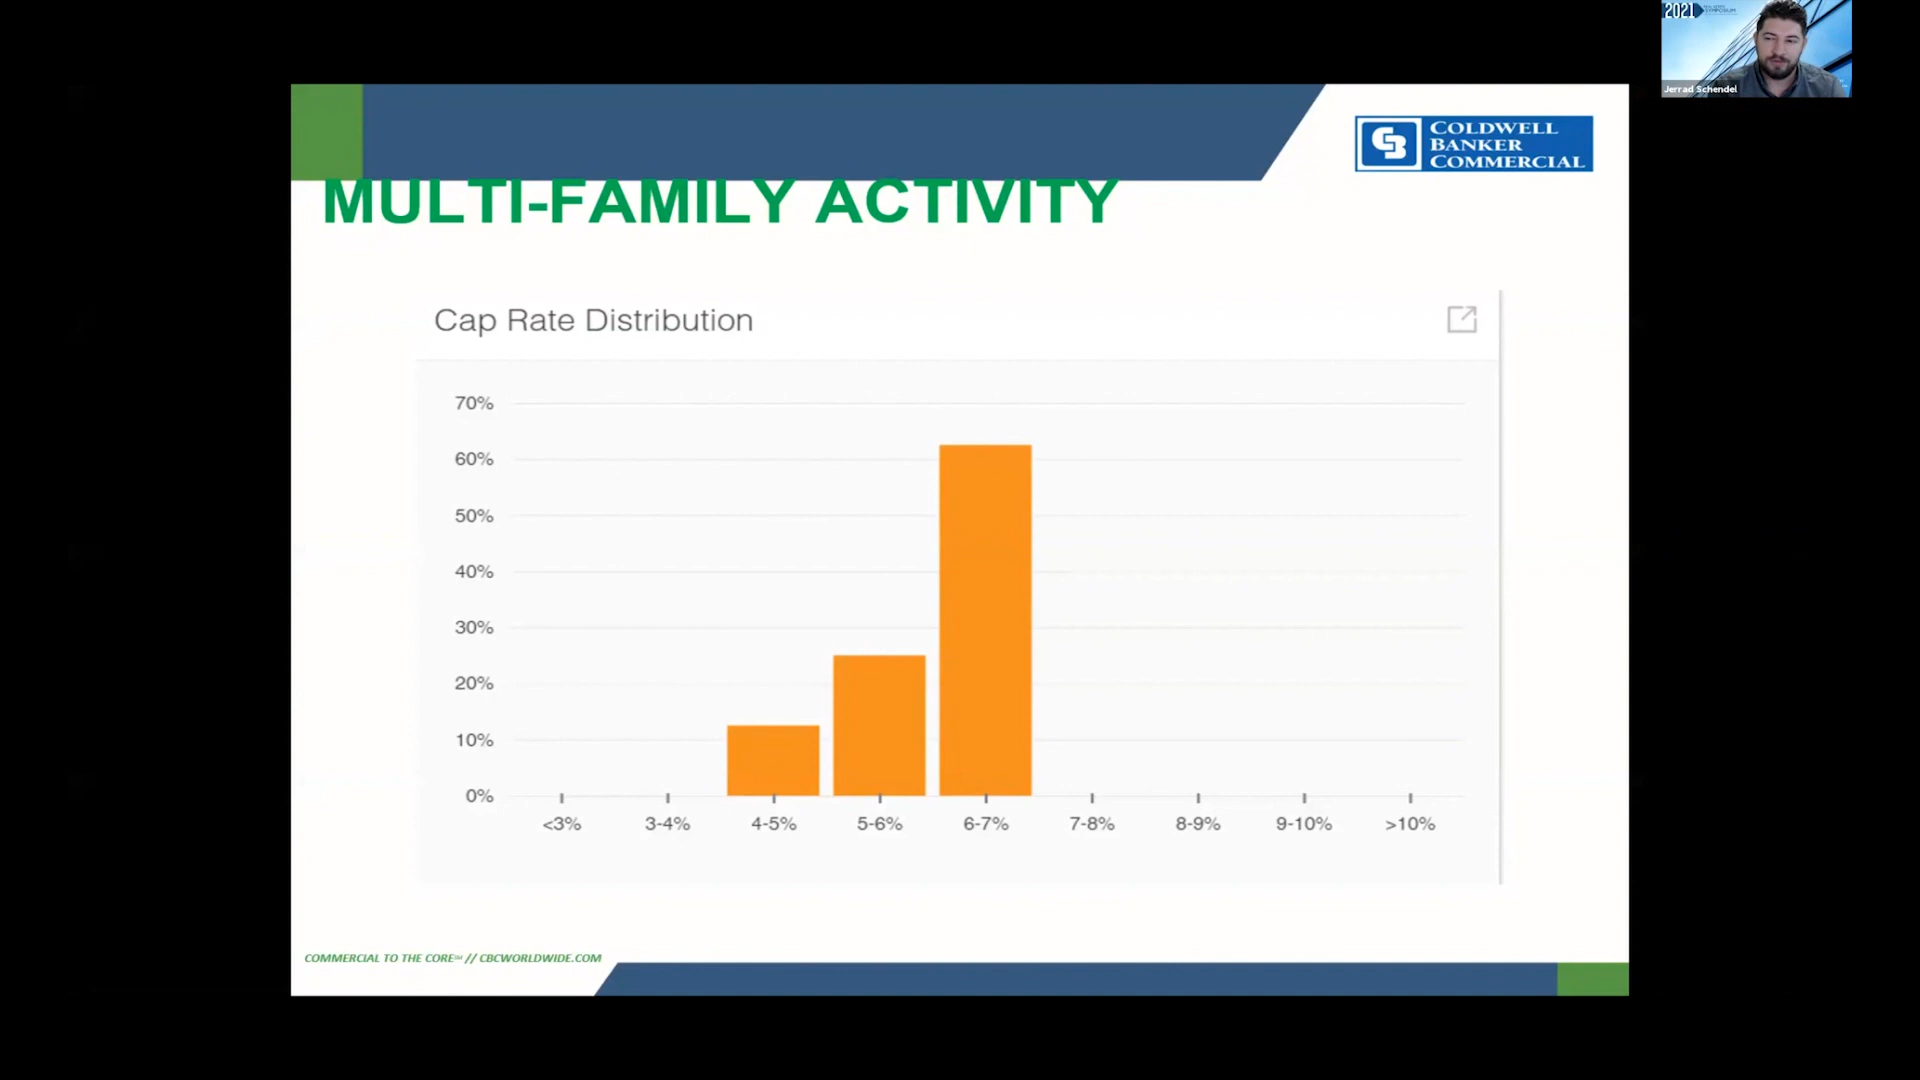 2021
SYMPOSIUM
Jerrad Schendel
COLDWELL
BANKER
COMMERCIAL
MULTI-FAMILY ACTIVITY
Cap Rate Distribution
70%
60%
50%
40%
30%
20%
10%
0%
<3% 3-4% 4-5% 5-6% 6-7% 7-8% 8-9% 9-10% >10%
COMMERCIAL TO THE CORE℠ // CBCWORLDWIDE.COM